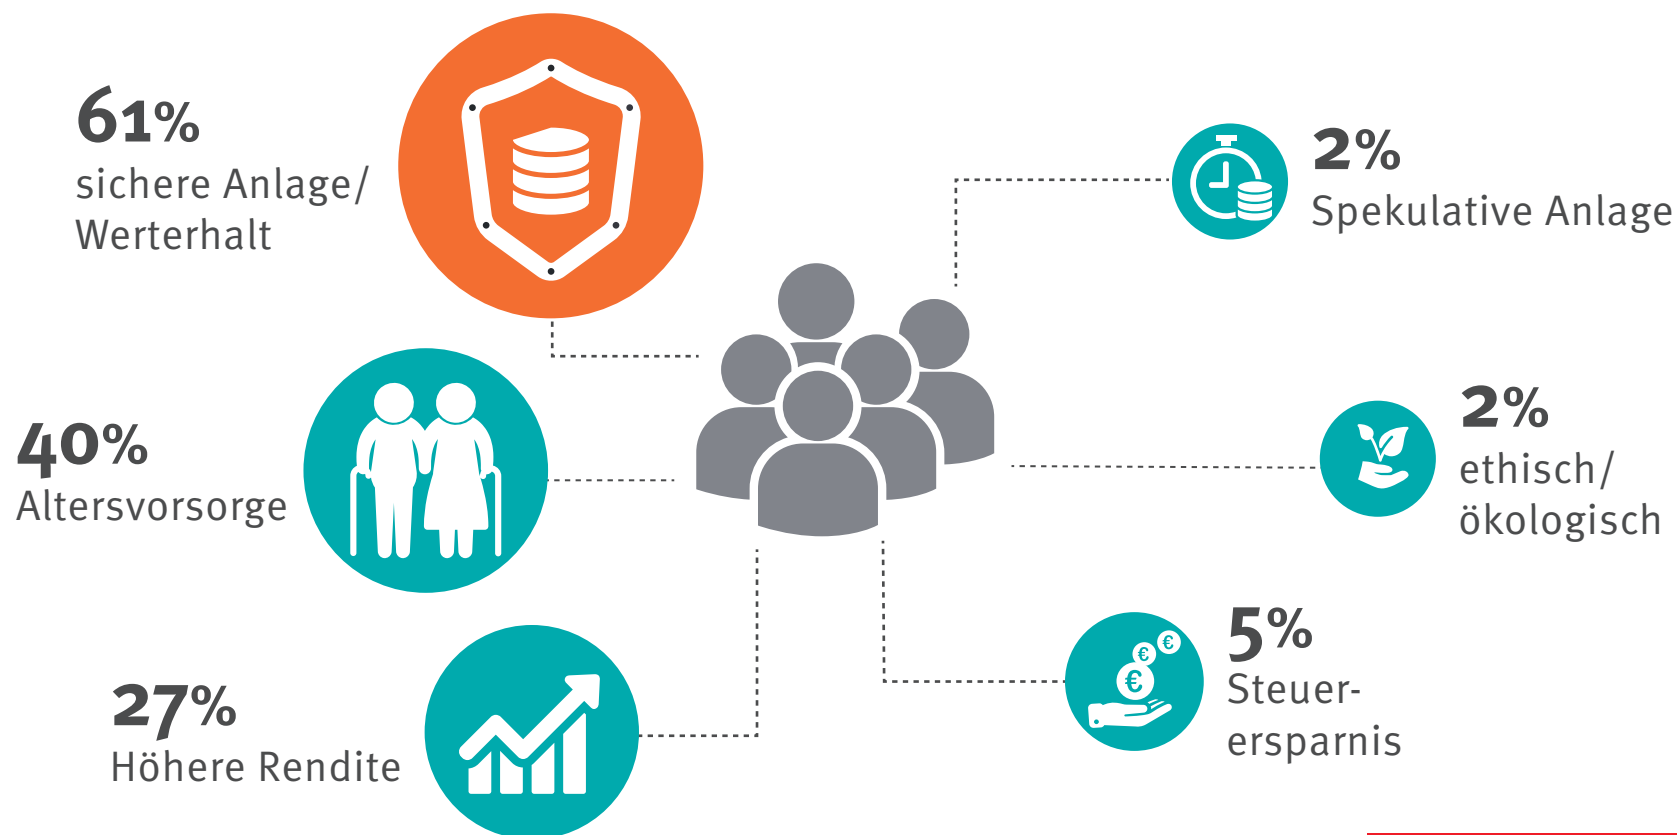 61%
sichere Anlage/
Werterhalt
40%
Altersvorsorge
27%
Höhere Rendite
2%
Spekulative Anlage
2%
ethisch/
ökologisch
5%
Steuer-
ersparnis
€
€
€